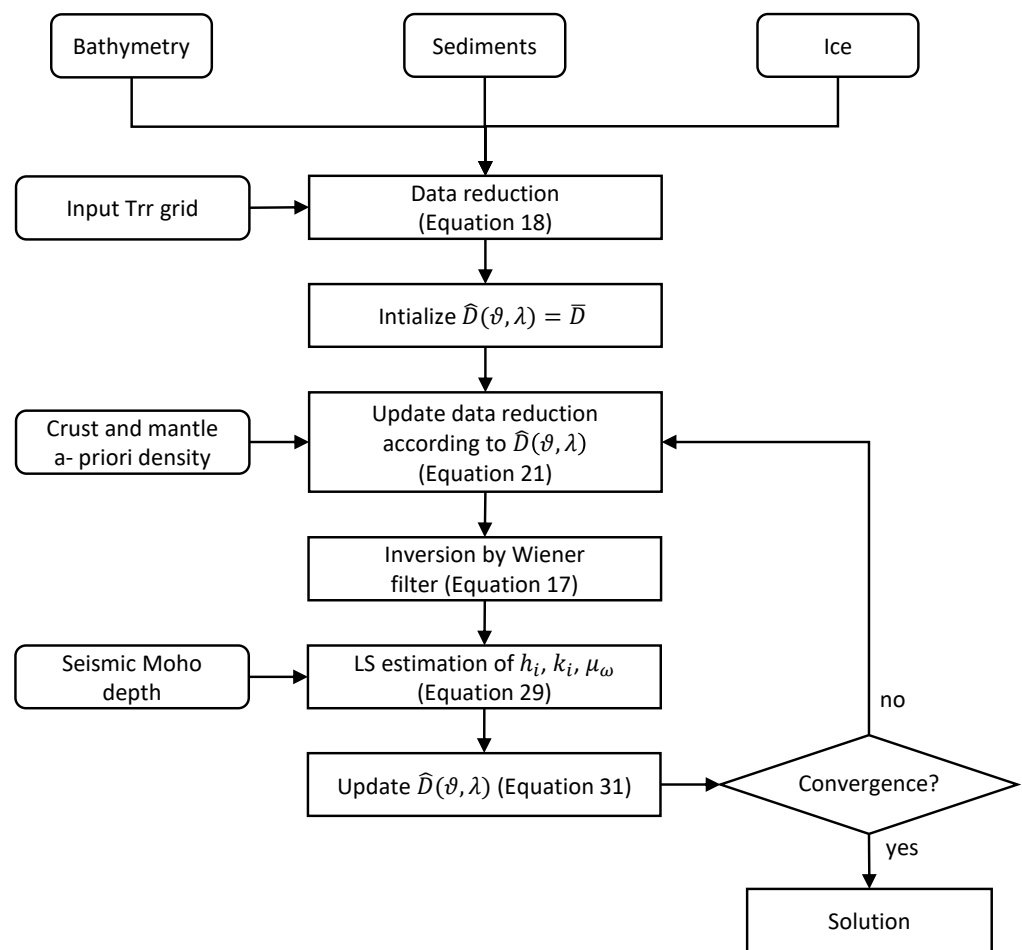 Bathymetry
Sediments
Ice
Input Trr grid
Data reduction
(Equation 18)
Intialize D̂(ϑ, λ) = D̅
Crust and mantle
a- priori density
Update data reduction
according to D̂(ϑ, λ)
(Equation 21)
Inversion by Wiener
filter (Equation 17)
Seismic Moho
depth
LS estimation of hᵢ, kᵢ, μ_ω
(Equation 29)
no
Update D̂(ϑ, λ) (Equation 31)
Convergence?
yes
Solution